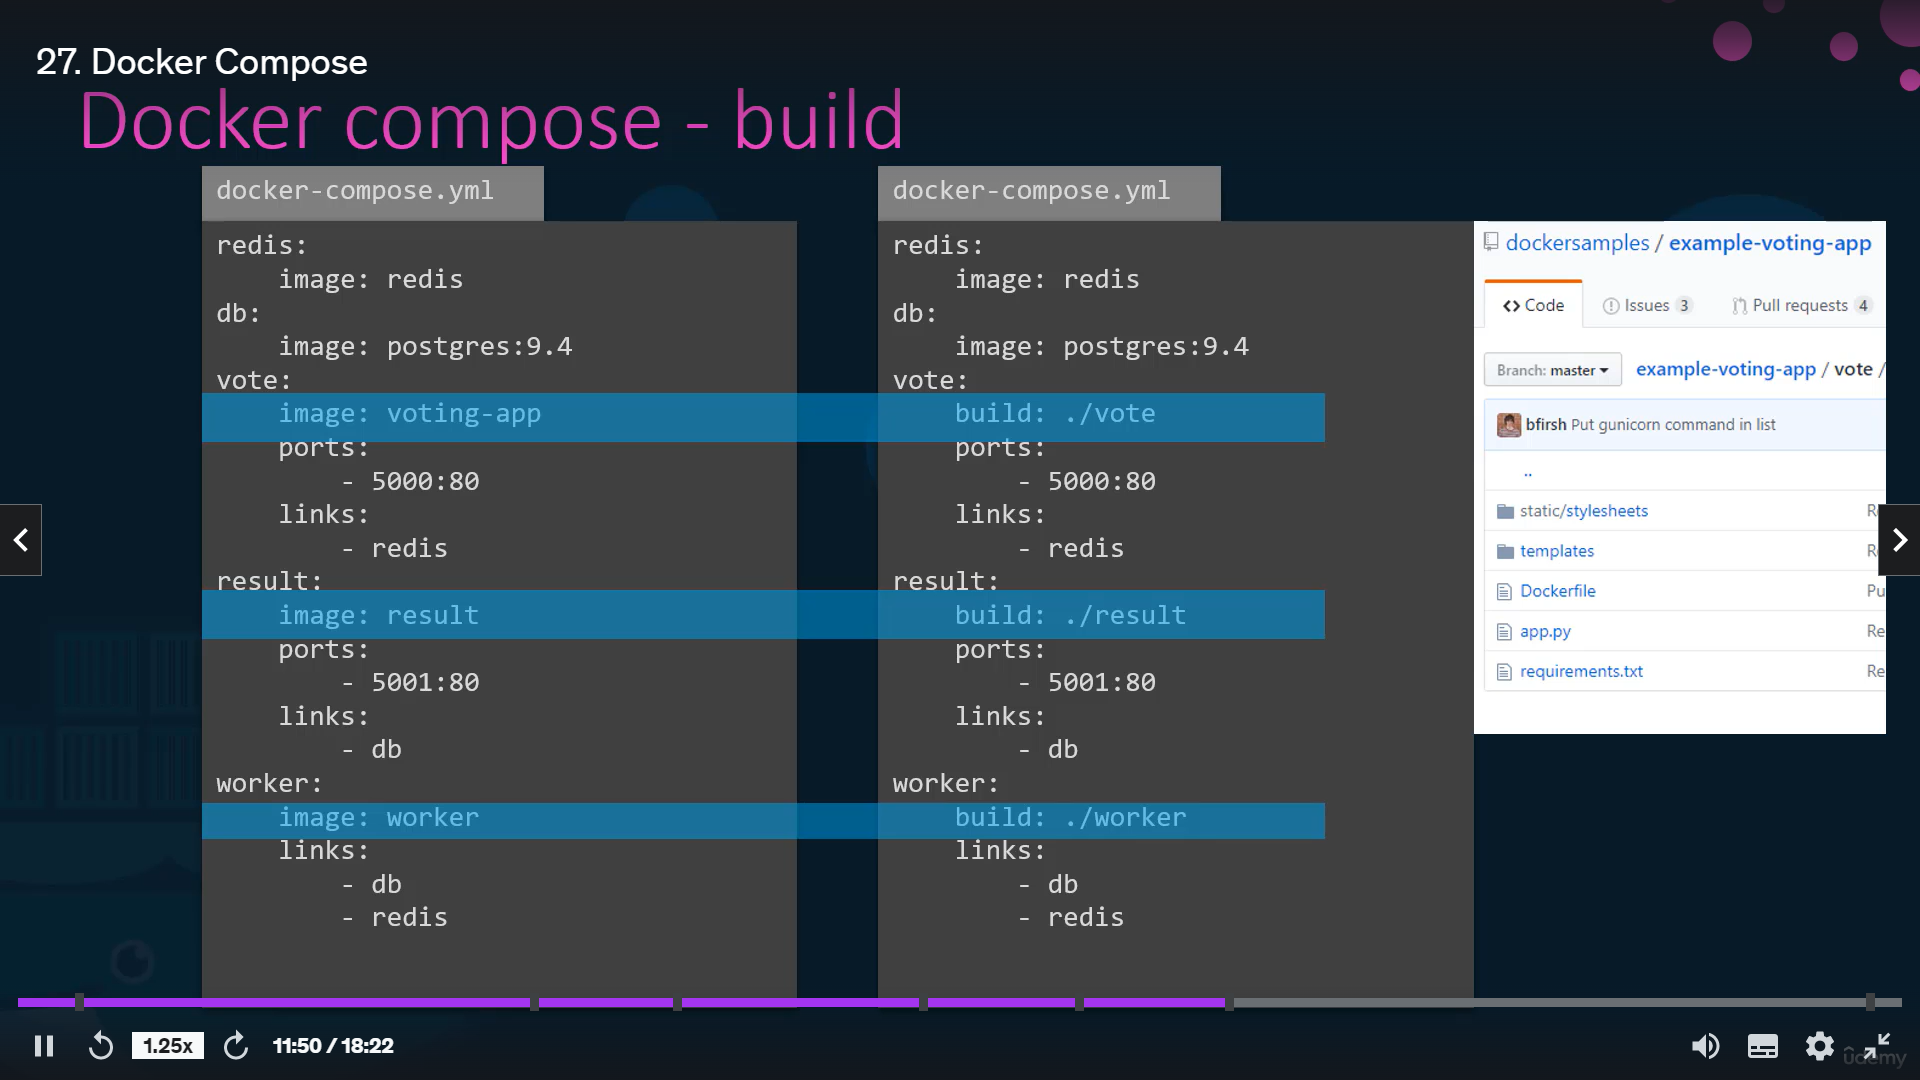 27. Docker Compose
Docker compose - build
docker-compose.yml
redis:
    image: redis
db:
    image: postgres:9.4
vote:
    image: voting-app
    ports:
        - 5000:80
    links:
        - redis
result:
    image: result
    ports:
        - 5001:80
    links:
        - db
worker:
    image: worker
    links:
        - db
        - redis
docker-compose.yml
redis:
    image: redis
db:
    image: postgres:9.4
vote:
    build: ./vote
    ports:
        - 5000:80
    links:
        - redis
result:
    build: ./result
    ports:
        - 5001:80
    links:
        - db
worker:
    build: ./worker
    links:
        - db
        - redis
dockersamples / example-voting-app
Code Issues 3 Pull requests 4
Branch: master example-voting-app / vote /
bfirsh Put gunicorn command in list
..
static/stylesheets
templates
Dockerfile Pu
app.py Re
requirements.txt Re
1.25x 11:50 / 18:22
ûdemy